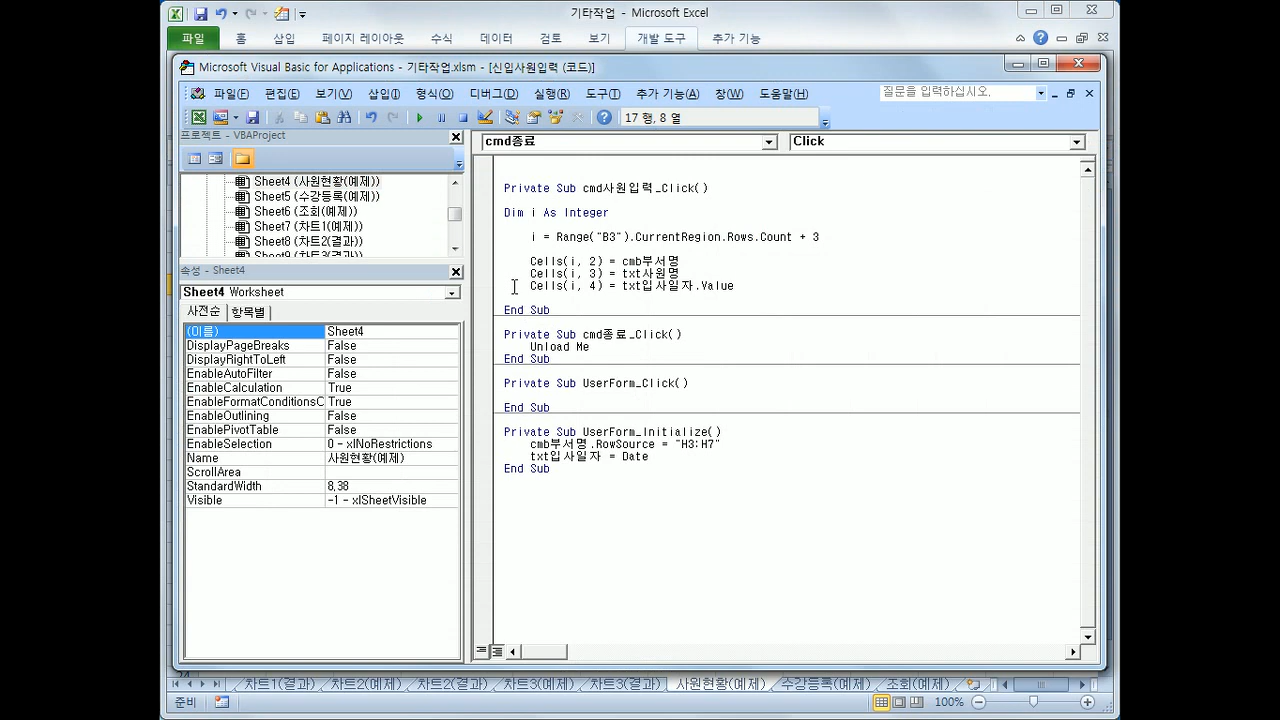 기타작업 - Microsoft Excel
파일 홈 삽입 페이지 레이아웃 수식 데이터 검토 보기 개발 도구 추가 기능
Microsoft Visual Basic for Applications - 기타작업.xlsm - [신입사원입력 (코드)]
파일(F) 편집(E) 보기(V) 삽입(I) 형식(O) 디버그(D) 실행(R) 도구(T) 추가 기능(A) 창(W) 도움말(H) 질문을 입력하십시오.
17 행, 8 열
프로젝트 - VBAProject
Sheet4 (사원현황(예제))
Sheet5 (수강등록(예제))
Sheet6 (조회(예제))
Sheet7 (차트1(예제))
Sheet8 (차트2(결과))
Sheet9 (차트3(예제))
속성 - Sheet4
Sheet4 Worksheet
사전순 항목별
(이름) Sheet4
DisplayPageBreaks False
DisplayRightToLeft False
EnableAutoFilter False
EnableCalculation True
EnableFormatConditionsC True
EnableOutlining False
EnablePivotTable False
EnableSelection 0 - xlNoRestrictions
Name 사원현황(예제)
ScrollArea
StandardWidth 8,38
Visible -1 - xlSheetVisible
cmd종료 Click
Private Sub cmd사원입력_Click()
Dim i As Integer
i = Range("B3").CurrentRegion.Rows.Count + 3
Cells(i, 2) = cmb부서명
Cells(i, 3) = txt사원명
Cells(i, 4) = txt입사일자.Value
End Sub
Private Sub cmd종료_Click()
Unload Me
End Sub
Private Sub UserForm_Click()
End Sub
Private Sub UserForm_Initialize()
cmb부서명.RowSource = "H3:H7"
txt입사일자 = Date
End Sub
차트1(결과) 차트2(예제) 차트2(결과) 차트3(예제) 차트3(결과) 사원현황(예제) 수강등록(예제) 조회(예제)
준비 100%